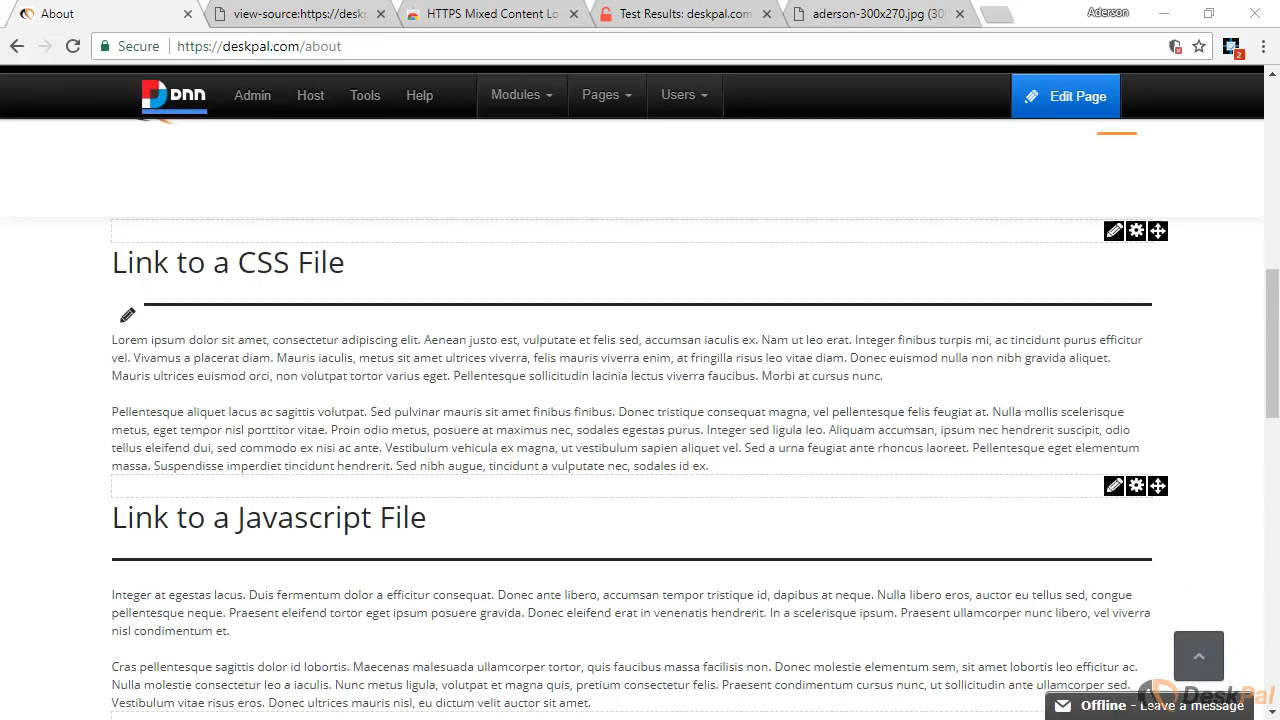 About
view-source:https://deskp
HTTPS Mixed Content Lo
Test Results: deskpal.com
aderson-300x270.jpg (30
Aderson
Secure
https://deskpal.com/about
2
DNN
Admin
Host
Tools
Help
Modules
Pages
Users
Edit Page
Link to a CSS File
Lorem ipsum dolor sit amet, consectetur adipiscing elit. Aenean justo est, vulputate et felis sed, accumsan iaculis ex. Nam ut leo erat. Integer finibus turpis mi, ac tincidunt purus efficitur
vel. Vivamus a placerat diam. Mauris iaculis, metus sit amet ultrices viverra, felis mauris viverra enim, at fringilla risus leo vitae diam. Donec euismod nulla non nibh gravida aliquet.
Mauris ultrices euismod orci, non volutpat tortor varius eget. Pellentesque sollicitudin lacinia lectus viverra faucibus. Morbi at cursus nunc.
Pellentesque aliquet lacus ac sagittis volutpat. Sed pulvinar mauris sit amet finibus finibus. Donec tristique consequat magna, vel pellentesque felis feugiat at. Nulla mollis scelerisque
metus, eget tempor nisl porttitor vitae. Proin odio metus, posuere at maximus nec, sodales egestas purus. Integer sed ligula leo. Aliquam accumsan, ipsum nec hendrerit suscipit, odio
tellus eleifend dui, sed commodo ex nisi ac ante. Vestibulum vehicula ex magna, ut vestibulum sapien aliquet vel. Sed a urna feugiat ante rhoncus laoreet. Pellentesque eget elementum
massa. Suspendisse imperdiet tincidunt hendrerit. Sed nibh augue, tincidunt a vulputate nec, sodales id ex.
Link to a Javascript File
Integer at egestas lacus. Duis fermentum dolor a efficitur consequat. Donec ante libero, accumsan tempor tristique id, dapibus at neque. Nulla libero eros, auctor eu tellus sed, congue
pellentesque neque. Praesent eleifend tortor eget ipsum posuere gravida. Donec eleifend erat in venenatis hendrerit. In a scelerisque ipsum. Praesent ullamcorper nunc libero, vel viverra
nisl condimentum et.
Cras pellentesque sagittis dolor id lobortis. Maecenas malesuada ullamcorper tortor, quis faucibus massa facilisis non. Donec molestie elementum sem, sit amet lobortis leo efficitur ac.
Nulla molestie consectetur leo a iaculis. Nunc metus ligula, volutpat et magna quis, pretium consectetur felis. Praesent condimentum cursus nunc, ut sollicitudin ante ullamcorper sed.
Vestibulum vitae risus eros. Donec ultrices mauris nisl, eu dictum velit auctor sit amet.
DeskPal
Offline - Leave a message